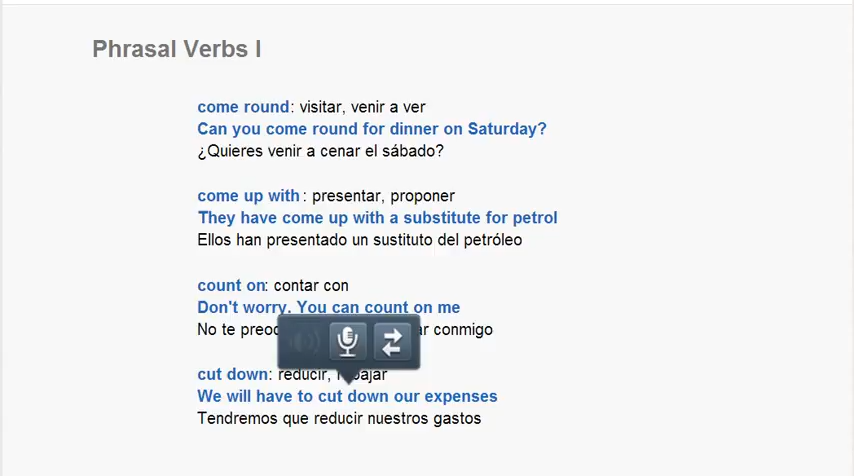 Phrasal Verbs I
come round: visitar, venir a ver
Can you come round for dinner on Saturday?
¿Quieres venir a cenar el sábado?
come up with: presentar, proponer
They have come up with a substitute for petrol
Ellos han presentado un sustituto del petróleo
count on: contar con
Don't worry. You can count on me
No te conmigo
cut down: reducir,
We will have to cut down our expenses
Tendremos que reducir nuestros gastos